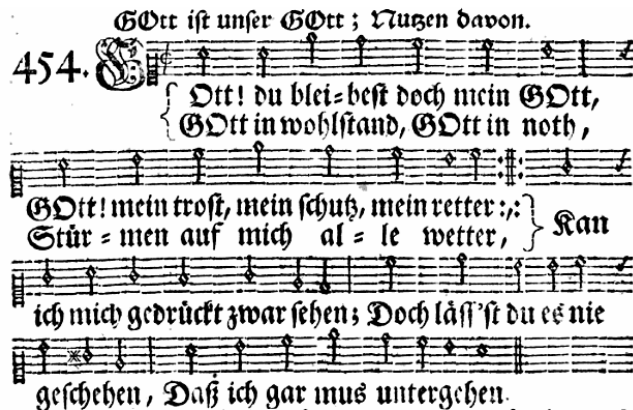 GOtt ist unser GOtt; Nutzen davon.
454. G
Ott! du blei=best doch mein GOtt,
GOtt in wohlstand, GOtt in noth,
GOtt! mein trost, mein schutz, mein retter:,:
Stür=men auf mich al=le wetter,
Kan
ich mich gedrückt zwar sehen; Doch läss'st du es nie
geschehen, Daß ich gar mus untergehen.